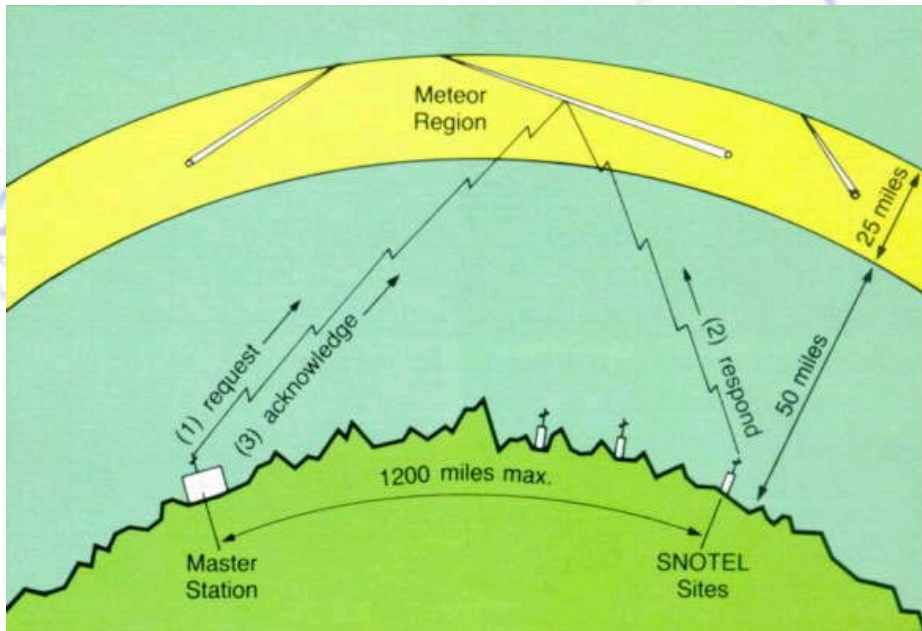 Meteor
Region
25 miles
(1) request
(3) acknowledge
(2) respond
50 miles
1200 miles max.
Master
Station
SNOTEL
Sites